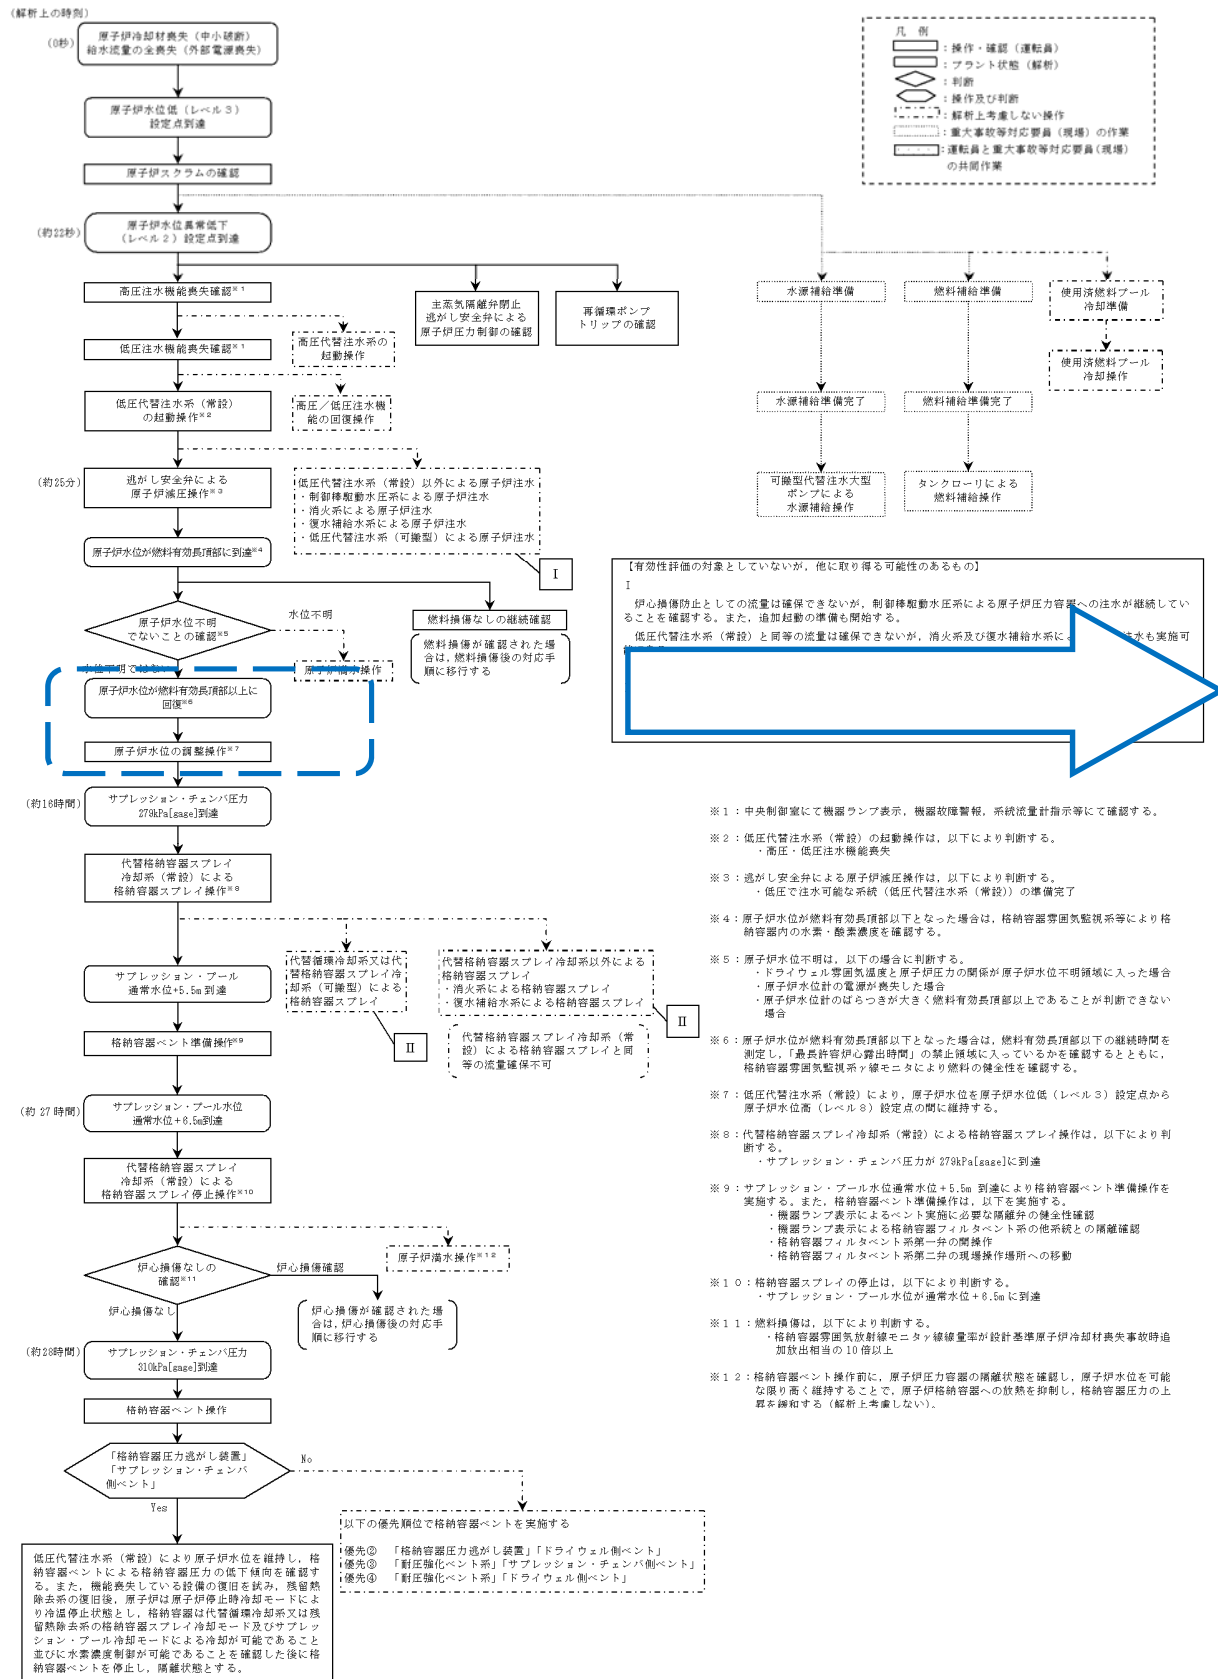 (解析上の時刻)
(0秒)
原子炉冷却材喪失（中小破断）
給水流量の全喪失（外部電源喪失）
原子炉水位低（レベル３）
設定点到達
原子炉スクラムの確認
(約22秒)
原子炉水位異常低下
（レベル２）設定点到達
高圧注水機能喪失確認※１
主蒸気隔離弁閉止
逃がし安全弁による
原子炉圧力制御の確認
再循環ポンプ
トリップの確認
高圧代替注水系の
起動操作
低圧注水機能喪失確認※１
低圧代替注水系（常設）
の起動操作※２
高圧／低圧注水機
能の回復操作
(約25分)
逃がし安全弁による
原子炉減圧操作※３
低圧代替注水系（常設）以外による原子炉注水
・制御棒駆動水圧系による原子炉注水
・消火系による原子炉注水
・復水補給水系による原子炉注水
・低圧代替注水系（可搬型）による原子炉注水
Ⅰ
原子炉水位が燃料有効長頂部に到達※４
燃料損傷なしの継続確認
燃料損傷が確認された場
合は，燃料損傷後の対応手
順に移行する
原子炉水位不明
でないことの確認※５
水位不明
原子炉満水操作
水位不明ではない
原子炉水位が燃料有効長頂部以上に
回復※６
原子炉水位の調整操作※７
(約16時間)
サプレッション・チェンバ圧力
279kPa[gage]到達
代替格納容器スプレイ
冷却系（常設）による
格納容器スプレイ操作※８
代替循環冷却系又は代
替格納容器スプレイ冷
却系（可搬型）による
格納容器スプレイ
Ⅱ
代替格納容器スプレイ冷却系以外による
格納容器スプレイ
・消火系による格納容器スプレイ
・復水補給水系による格納容器スプレイ
Ⅱ
代替格納容器スプレイ冷却系（常
設）による格納容器スプレイと同
等の流量確保不可
サプレッション・プール
通常水位+5.5m 到達
格納容器ベント準備操作※９
(約 27 時間)
サプレッション・プール水位
通常水位＋6.5m到達
代替格納容器スプレイ
冷却系（常設）による
格納容器スプレイ停止操作※１０
原子炉満水操作※１２
炉心損傷なしの
確認※１１
炉心損傷確認
炉心損傷が確認された場
合は，炉心損傷後の対応手
順に移行する
炉心損傷なし
(約28時間)
サプレッション・チェンバ圧力
310kPa[gage]到達
格納容器ベント操作
「格納容器圧力逃がし装置」
「サプレッション・チェンバ
側ベント」
No
Yes
以下の優先順位で格納容器ベントを実施する
優先②　「格納容器圧力逃がし装置」「ドライウェル側ベント」
優先③　「耐圧強化ベント系」「サプレッション・チェンバ側ベント」
優先④　「耐圧強化ベント系」「ドライウェル側ベント」
低圧代替注水系（常設）により原子炉水位を維持し，格
納容器ベントによる格納容器圧力の低下傾向を確認す
る。また，機能喪失している設備の復旧を試み，残留熱
除去系の復旧後，原子炉は原子炉停止時冷却モードによ
り冷温停止状態とし，格納容器は代替循環冷却系又は残
留熱除去系の格納容器スプレイ冷却モード及びサプレッ
ション・プール冷却モードによる冷却が可能であること
並びに水素濃度制御が可能であることを確認した後に格
納容器ベントを停止し，隔離状態とする。
凡　例
：操作・確認（運転員）
：プラント状態（解析）
：判断
：操作及び判断
：解析上考慮しない操作
：重大事故等対応要員（現場）の作業
：運転員と重大事故等対応要員（現場）
の共同作業
水源補給準備
燃料補給準備
使用済燃料プール
冷却準備
使用済燃料プール
冷却操作
水源補給準備完了
燃料補給準備完了
可搬型代替注水大型
ポンプによる
水源補給操作
タンクローリによる
燃料補給操作
【有効性評価の対象としていないが，他に取り得る可能性のあるもの】
Ⅰ
炉心損傷防止としての流量は確保できないが，制御棒駆動水圧系による原子炉圧力容器への注水が継続してい
ることを確認する。また，追加起動の準備も開始する。
低圧代替注水系（常設）と同等の流量は確保できないが，消火系及び復水補給水系によ
注水も実施可
※１：中央制御室にて機器ランプ表示，機器故障警報，系統流量計指示等にて確認する。
※２：低圧代替注水系（常設）の起動操作は，以下により判断する。
・高圧・低圧注水機能喪失
※３：逃がし安全弁による原子炉減圧操作は，以下により判断する。
・低圧で注水可能な系統（低圧代替注水系（常設））の準備完了
※４：原子炉水位が燃料有効長頂部以下となった場合は，格納容器雰囲気監視系等により格
納容器内の水素・酸素濃度を確認する。
※５：原子炉水位不明は，以下の場合に判断する。
・ドライウェル雰囲気温度と原子炉圧力の関係が原子炉水位不明領域に入った場合
・原子炉水位計の電源が喪失した場合
・原子炉水位計のばらつきが大きく燃料有効長頂部以上であることが判断できない
場合
※６：原子炉水位が燃料有効長頂部以下となった場合は，燃料有効長頂部以下の継続時間を
測定し，「最長許容炉心露出時間」の禁止領域に入っているかを確認するとともに，
格納容器雰囲気監視系γ線モニタにより燃料の健全性を確認する。
※７：低圧代替注水系（常設）により，原子炉水位を原子炉水位低（レベル３）設定点から
原子炉水位高（レベル８）設定点の間に維持する。
※８：代替格納容器スプレイ冷却系（常設）による格納容器スプレイ操作は，以下により判
断する。
・サプレッション・チェンバ圧力が 279kPa[gage]に到達
※９：サプレッション・プール水位通常水位＋5.5m 到達により格納容器ベント準備操作を
実施する。また，格納容器ベント準備操作は，以下を実施する。
・機器ランプ表示によるベント実施に必要な隔離弁の健全性確認
・機器ランプ表示による格納容器フィルタベント系の他系統との隔離確認
・格納容器フィルタベント系第一弁の開操作
・格納容器フィルタベント系第二弁の現場操作場所への移動
※１０：格納容器スプレイの停止は，以下により判断する。
・サプレッション・プール水位が通常水位＋6.5m に到達
※１１：燃料損傷は，以下により判断する。
・格納容器雰囲気放射線モニタγ線線量率が設計基準原子炉冷却材喪失事故時追
加放出相当の 10 倍以上
※１２：格納容器ベント操作前に，原子炉圧力容器の隔離状態を確認し，原子炉水位を可能
な限り高く維持することで，原子炉格納容器への放熱を抑制し，格納容器圧力の上
昇を緩和する（解析上考慮しない）。